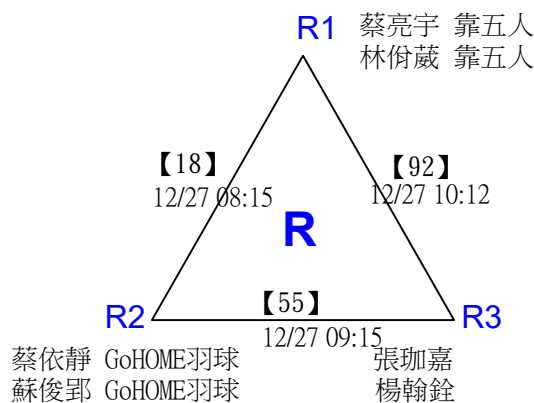 R1
蔡亮宇 靠五人
林佾葳 靠五人
【18】
12/27 08:15
【92】
12/27 10:12
R
【55】
12/27 09:15
R2
R3
蔡依靜 GoHOME羽球
蘇俊郢 GoHOME羽球
張珈嘉
楊翰銓